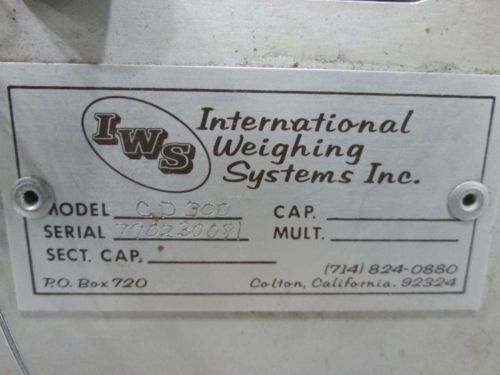 IWS
International
Weighing
Systems Inc.
MODEL CD 300 CAP.
SERIAL MULT.
SECT. CAP.
(714) 824-0880
P.O. Box 720 Colton, California. 92324